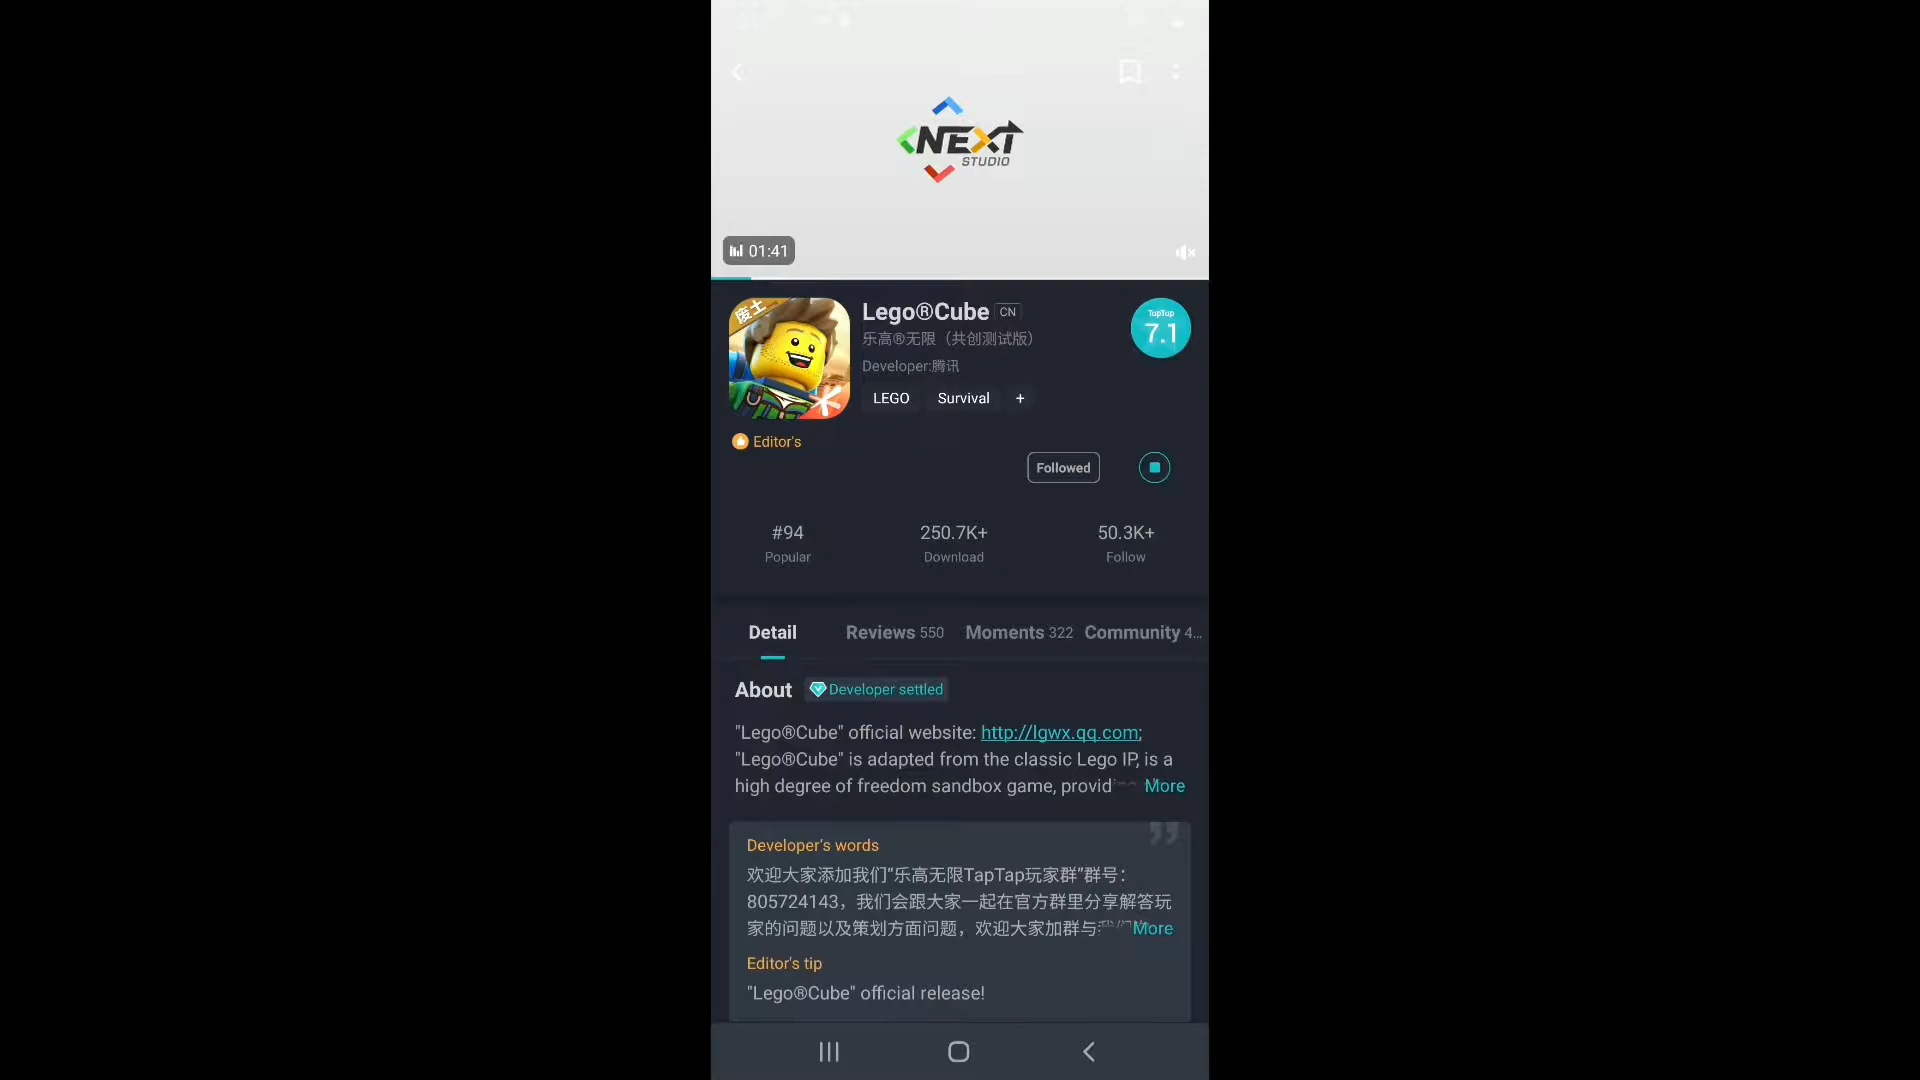 NEXT
STUDIO
01:41
废土
Lego®Cube CN
乐高®无限（共创测试版）
Developer:腾讯
LEGO Survival +
TapTap
7.1
Editor's
Followed
#94 250.7K+ 50.3K+
Popular Download Follow
Detail Reviews 550 Moments 322 Community 4...
About Developer settled
"Lego®Cube" official website: http://lgwx.qq.com;
"Lego®Cube" is adapted from the classic Lego IP, is a
high degree of freedom sandbox game, provid More
Developer's words
欢迎大家添加我们“乐高无限TapTap玩家群”群号：
805724143，我们会跟大家一起在官方群里分享解答玩
家的问题以及策划方面问题，欢迎大家加群与 More
Editor's tip
"Lego®Cube" official release!